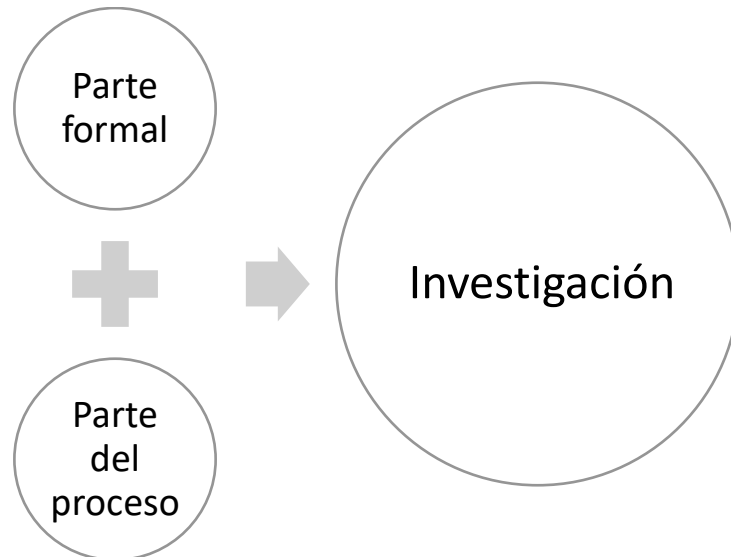 Parte
formal
Parte
del
proceso
Investigación